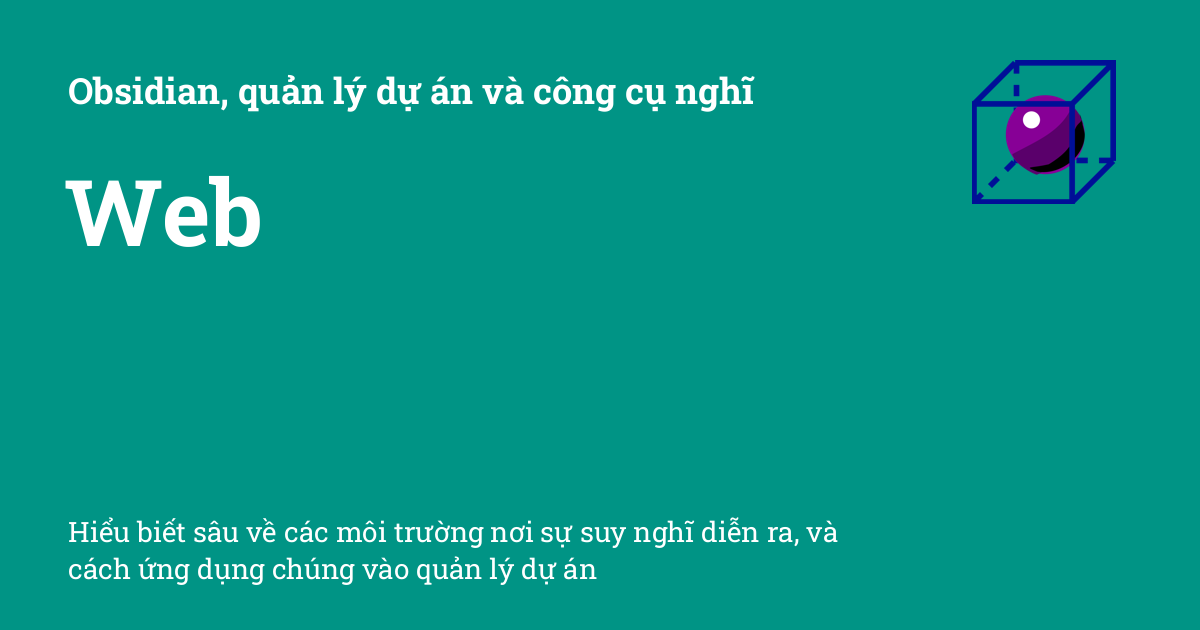 Obsidian, quản lý dự án và công cụ nghĩ
Web
Hiểu biết sâu về các môi trường nơi sự suy nghĩ diễn ra, và
cách ứng dụng chúng vào quản lý dự án